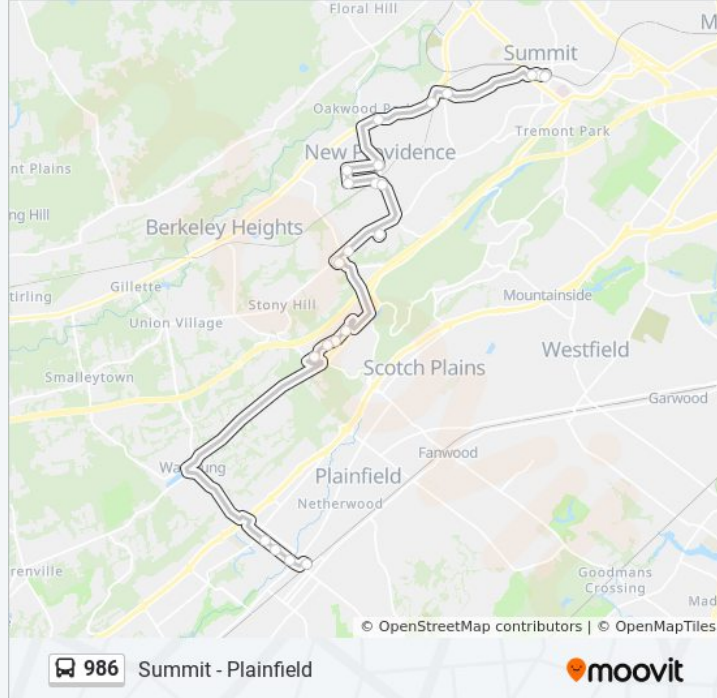 Floral Hill
M
Summit
Oakwood P
Tremont Park
nt Plains
New Providence
ng Hill
Berkeley Heights
Gillette
tirling
Stony Hill
Mountainside
Union Village
Westfield
Scotch Plains
Smalleytown
Garwood
Fanwood
Plainfield
Netherwood
renville
Goodmans
Crossing
Mad
© OpenStreetMap contributors | © OpenMapTiles
986 Summit - Plainfield
moovit